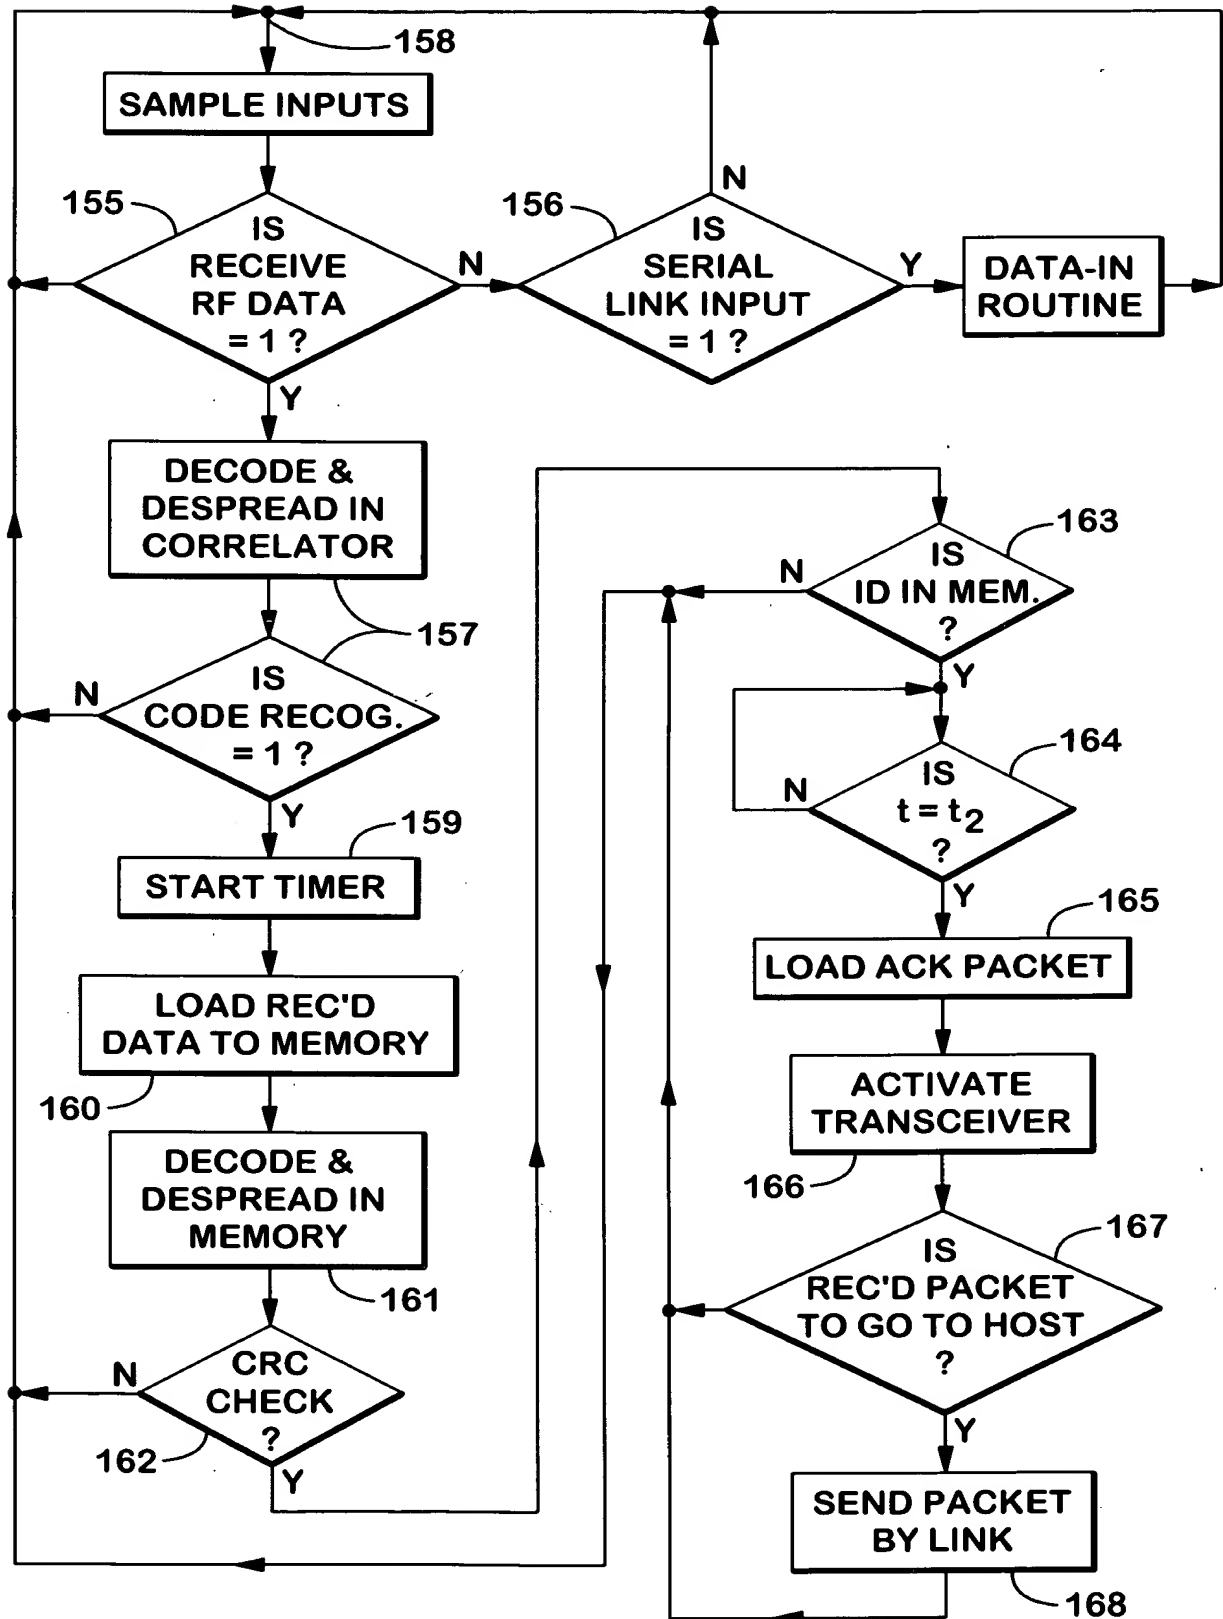 158
SAMPLE INPUTS
155
IS
RECEIVE
RF DATA
= 1 ?
N
Y
156
IS
SERIAL
LINK INPUT
= 1 ?
N
Y
DATA-IN
ROUTINE
DECODE &
DESPREAD IN
CORRELATOR
157
IS
CODE RECOG.
= 1 ?
N
Y
159
START TIMER
LOAD REC'D
DATA TO MEMORY
160
DECODE &
DESPREAD IN
MEMORY
161
CRC
CHECK
?
N
162
Y
163
IS
ID IN MEM.
?
N
Y
164
IS
t = t2
?
N
Y
165
LOAD ACK PACKET
ACTIVATE
TRANSCEIVER
166
167
IS
REC'D PACKET
TO GO TO HOST
?
Y
SEND PACKET
BY LINK
168